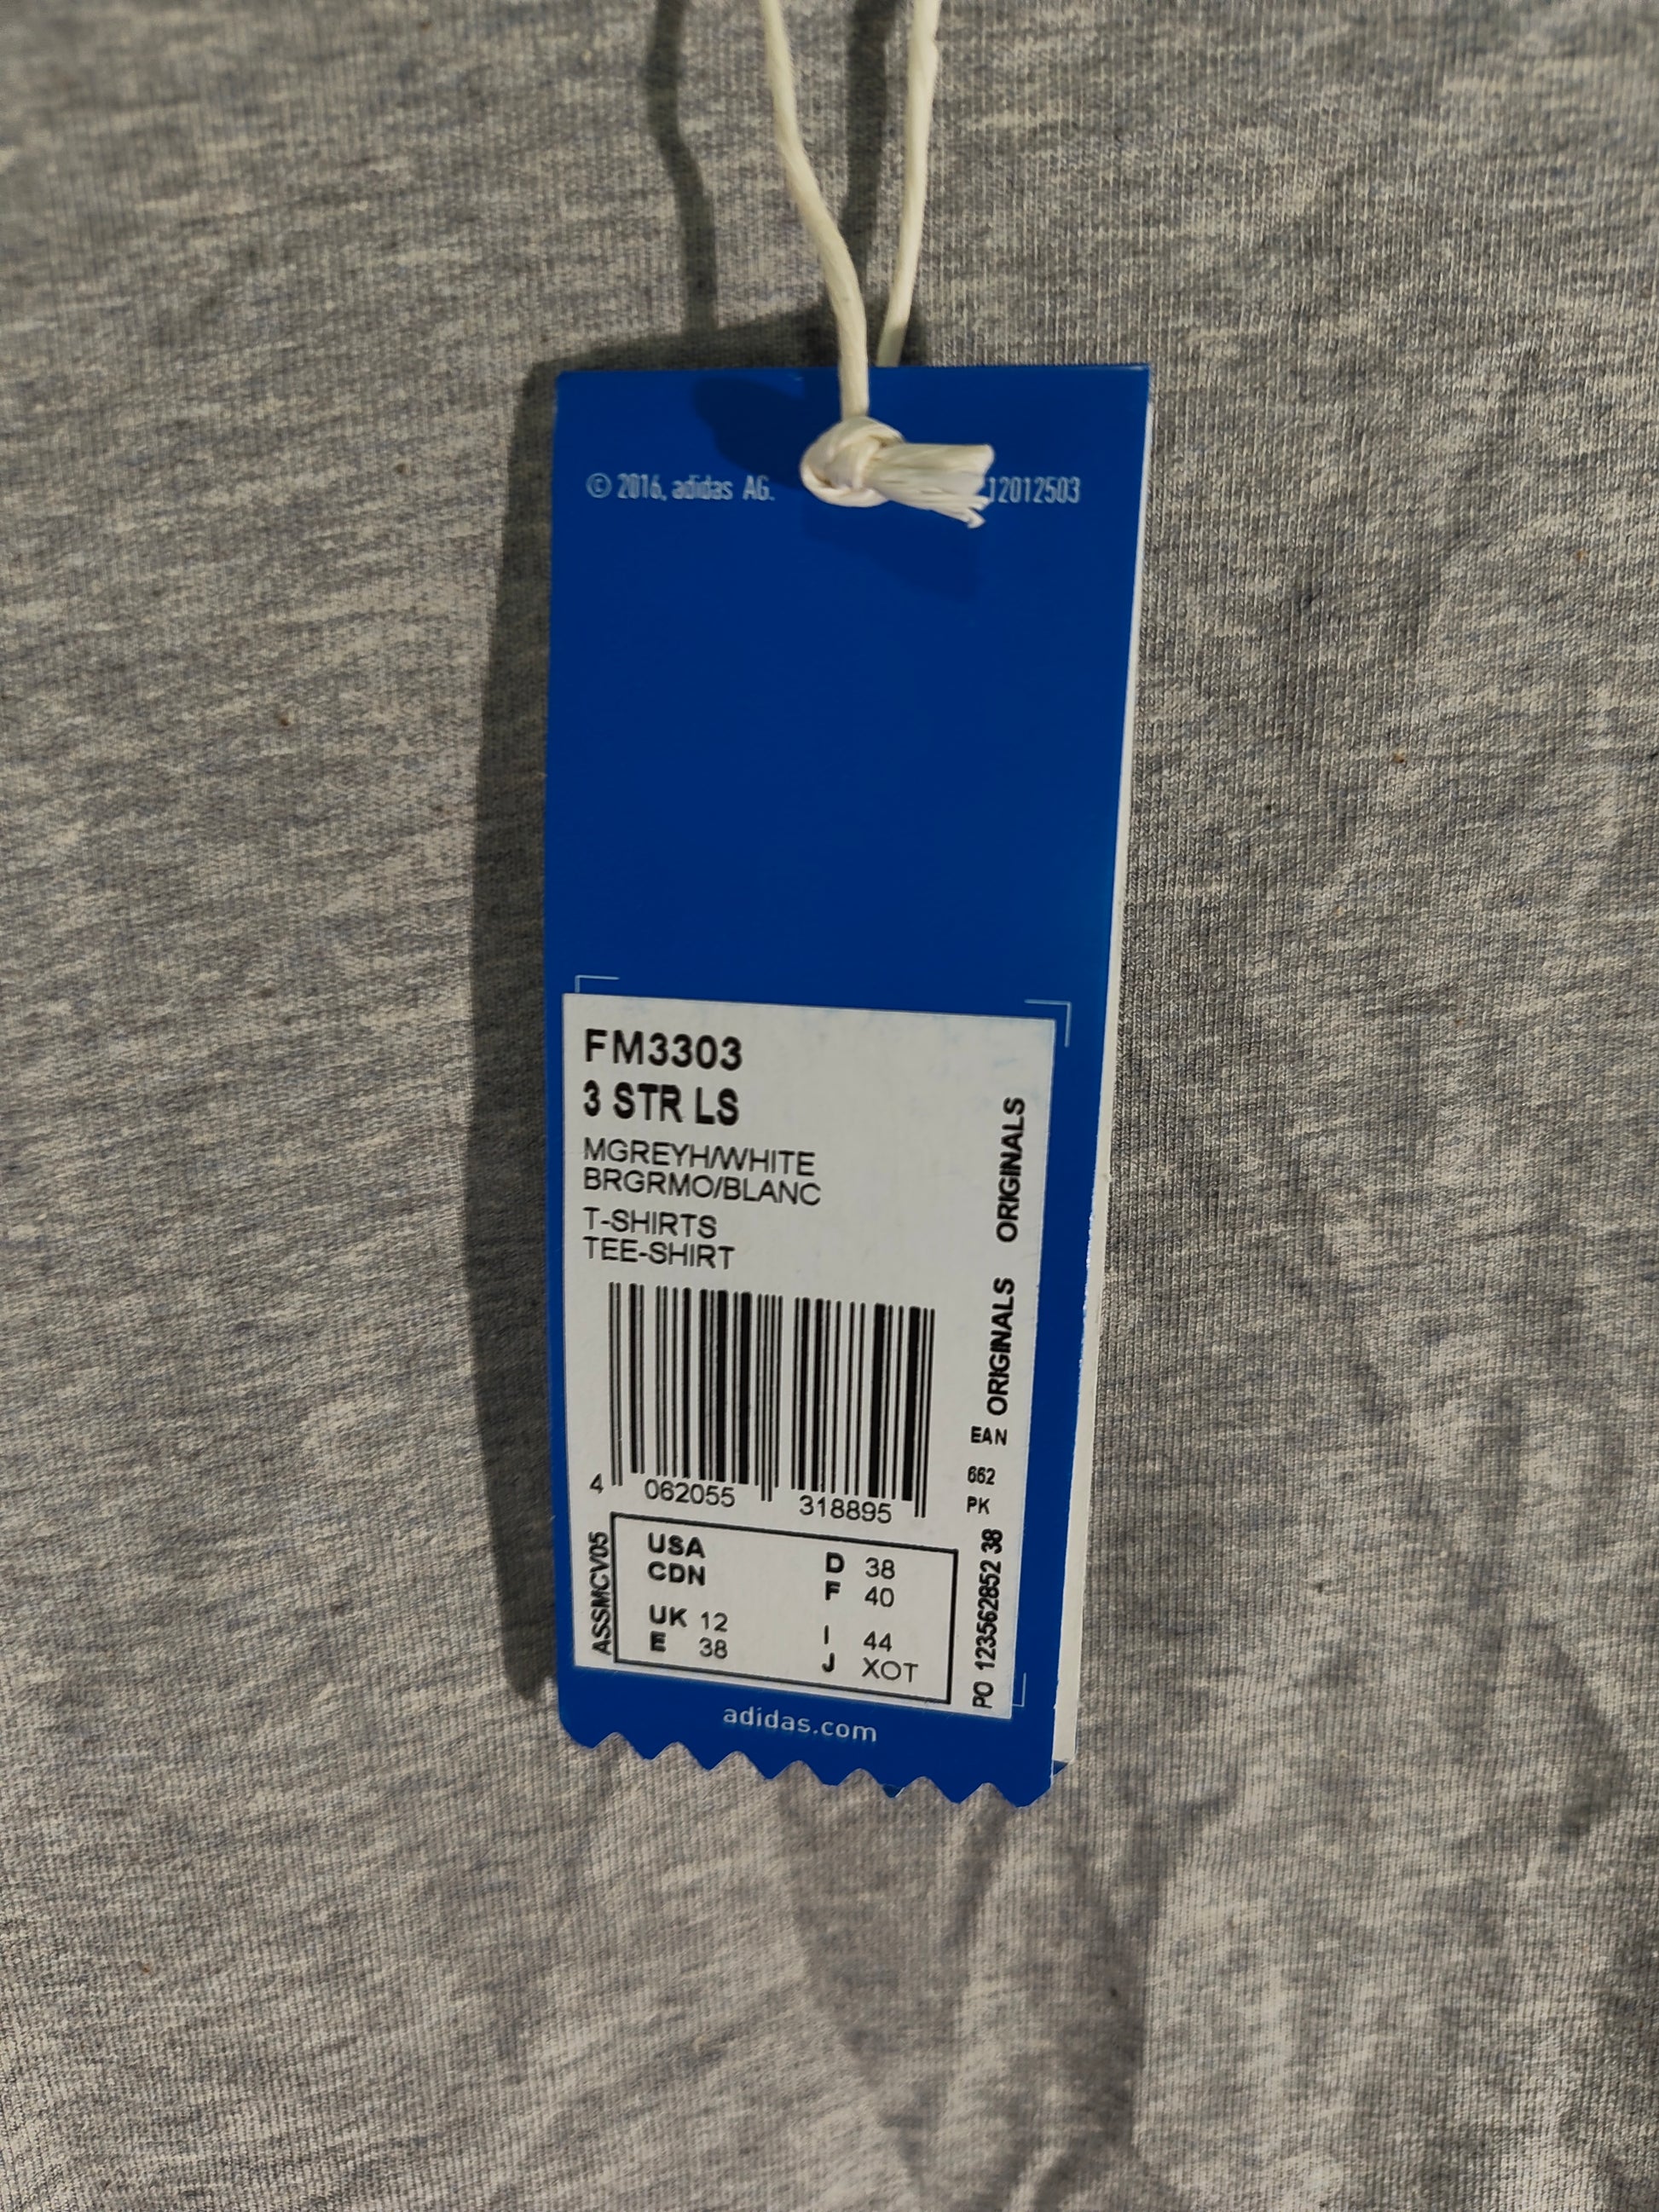 © 2016, adidas AG.
12012503
FM3303
3 STR LS
MGREYH/WHITE
BRGRMO/BLANC
T-SHIRTS
TEE-SHIRT
ORIGINALS ORIGINALS
4 062055 318895
EAN
662
PK
ASSMCV05
USA
CDN
UK 12
E 38
D 38
F 40
I 44
J XOT
PO 123562852 38
adidas.com